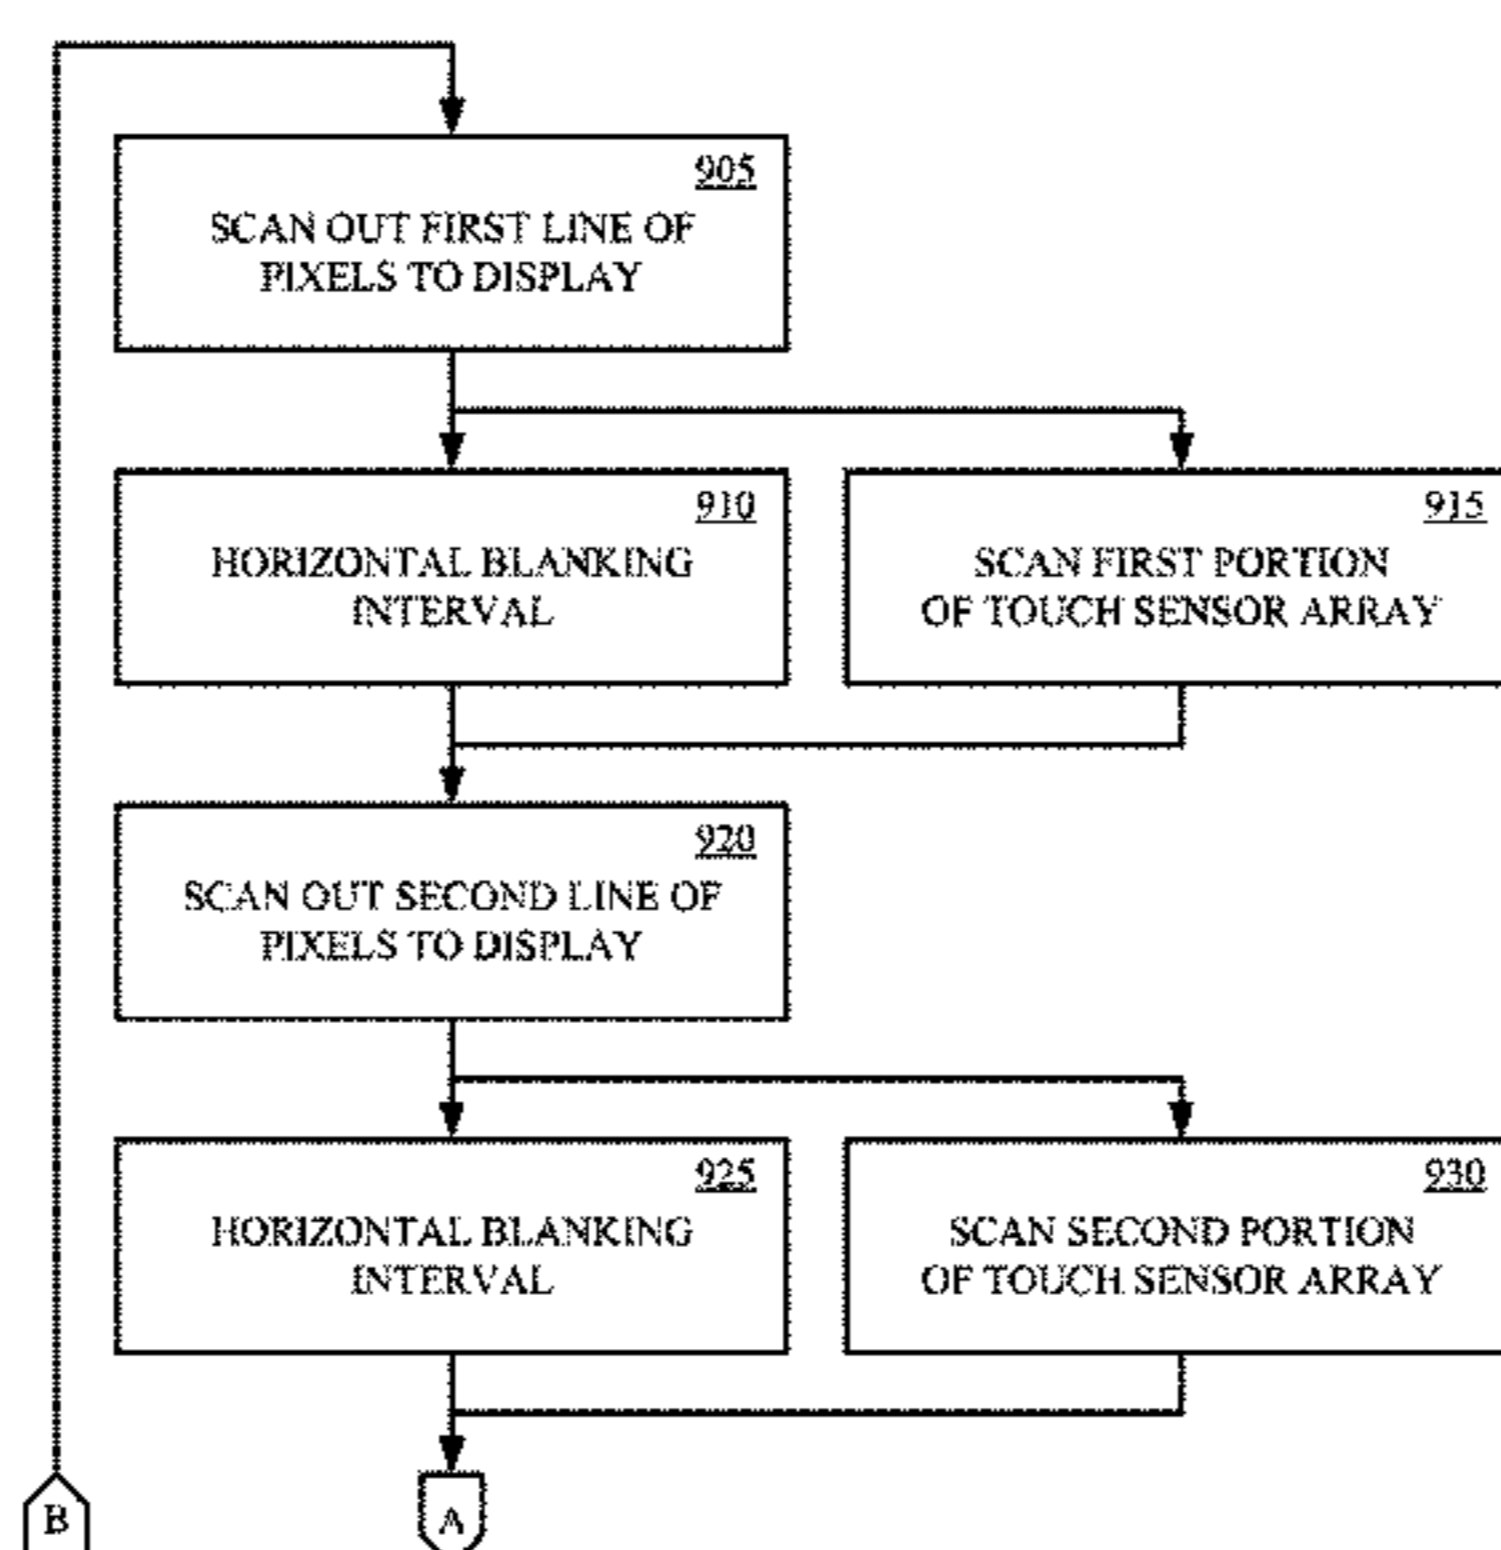 905
SCAN OUT FIRST LINE OF
PIXELS TO DISPLAY
910
HORIZONTAL BLANKING
INTERVAL
915
SCAN FIRST PORTION
OF TOUCH SENSOR ARRAY
920
SCAN OUT SECOND LINE OF
PIXELS TO DISPLAY
925
HORIZONTAL BLANKING
INTERVAL
930
SCAN SECOND PORTION
OF TOUCH SENSOR ARRAY
B
A